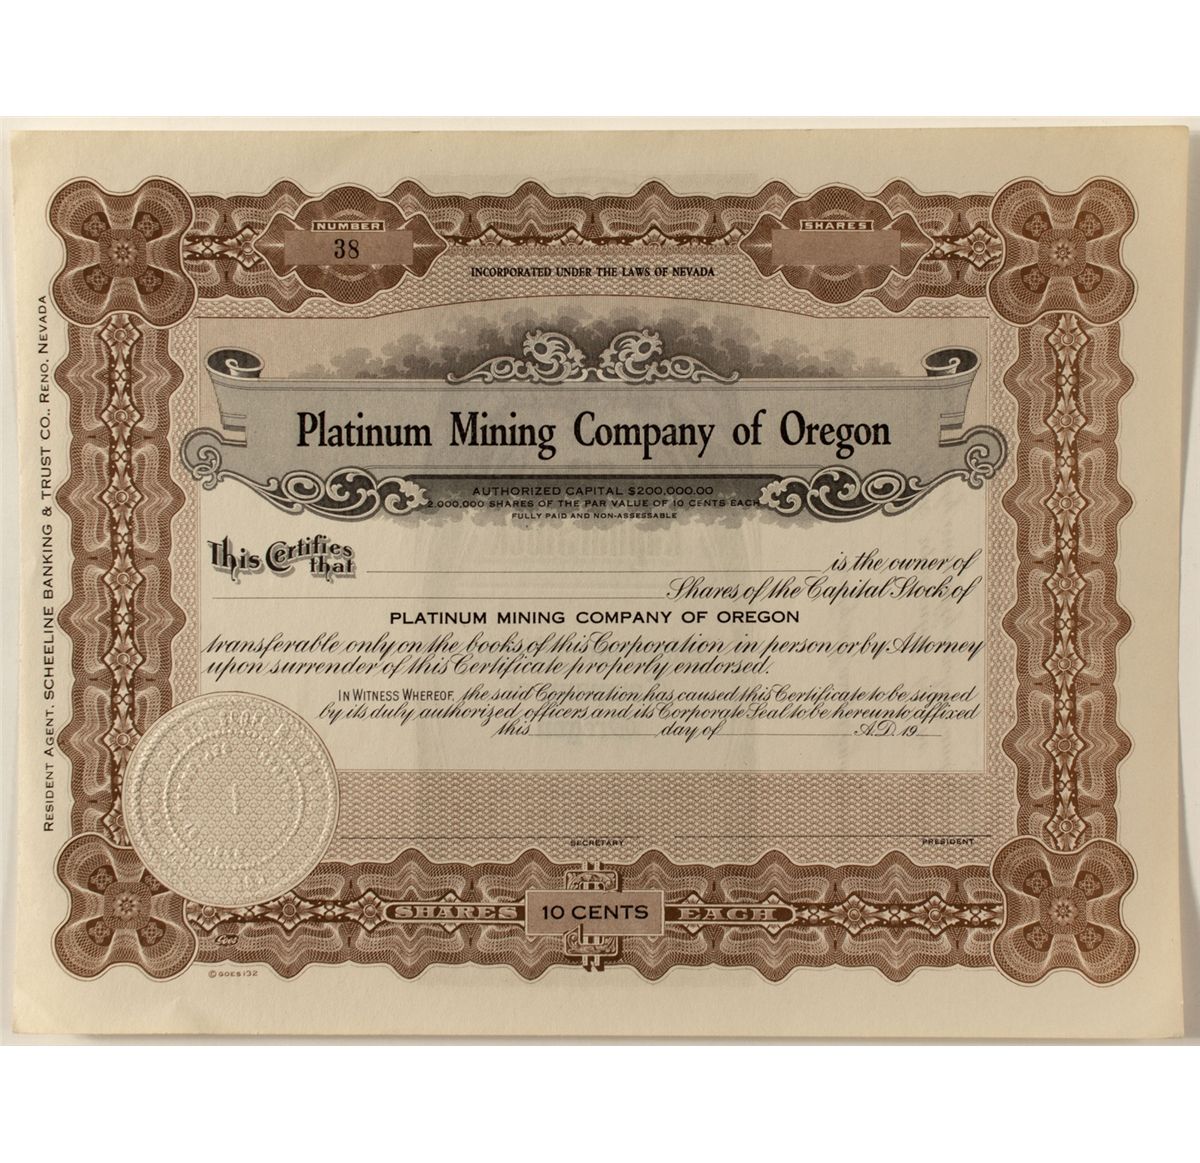 NUMBER
38
SHARES
INCORPORATED UNDER THE LAWS OF NEVADA
Platinum Mining Company of Oregon
AUTHORIZED CAPITAL $200,000.00
2,000,000 SHARES OF THE PAR VALUE OF 10 CENTS EACH
FULLY PAID AND NON-ASSESSABLE
This Certifies that is the owner of
Shares of the Capital Stock of
PLATINUM MINING COMPANY OF OREGON
transferable only on the books of this Corporation in person or by Attorney
upon surrender of this Certificate properly endorsed.
IN WITNESS WHEREOF, the said Corporation has caused this Certificate to be signed
by its duly authorized officers and its Corporate Seal to be hereunto affixed
this day of A.D. 19
SECRETARY
PRESIDENT
SHARES 10 CENTS EACH
Goes
© GOES 132
RESIDENT AGENT, SCHEELINE BANKING & TRUST CO., RENO, NEVADA